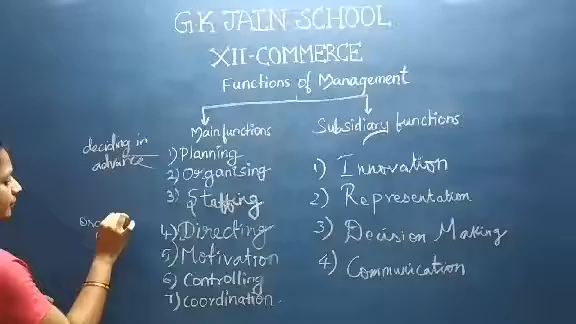 G.K JAIN SCHOOL
XII-COMMERCE
Functions of Management
Main functions
deciding in
advance
1) Planning
2) Organising
3) Staffing
4) Directing
5) Motivation
6) Controlling
7) coordination.
Subsidiary functions
1) Innovation
2) Representation
3) Decision Making
4) Communication